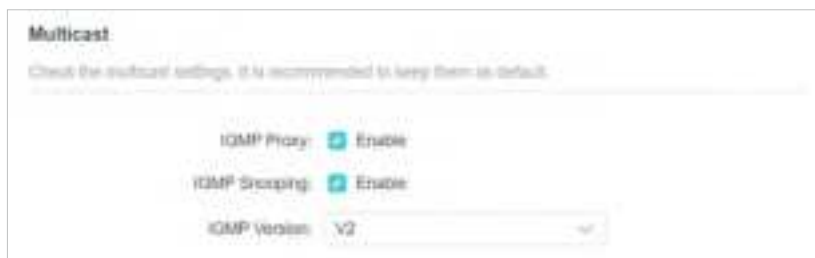 Multicast
Check the multicast settings. It is recommended to keep them as default.
IGMP Proxy: Enable
IGMP Snooping: Enable
IGMP Version: V2